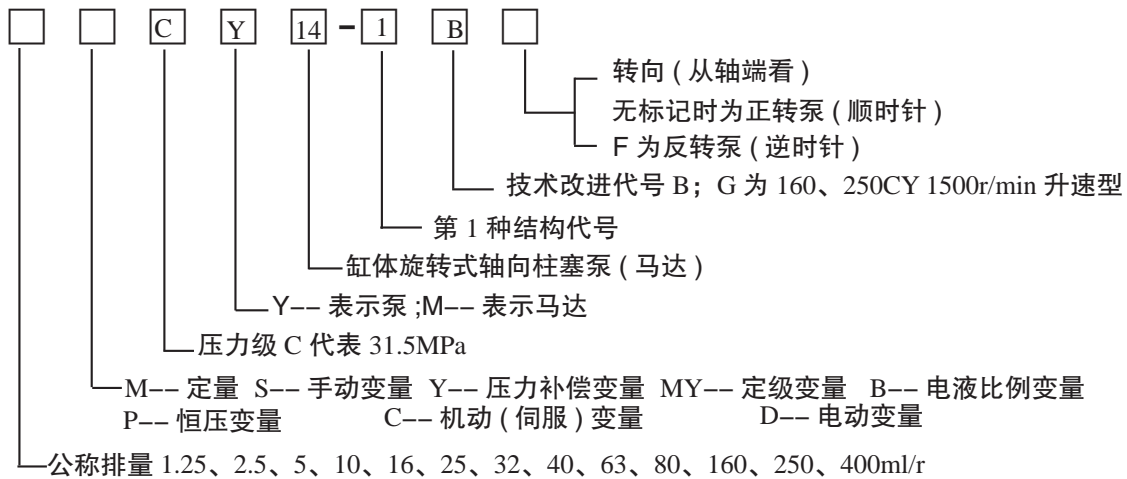 C Y 14 - 1 B
转向 ( 从轴端看 )
无标记时为正转泵 ( 顺时针 )
F 为反转泵 ( 逆时针 )
技术改进代号 B；G 为 160、250CY 1500r/min 升速型
第 1 种结构代号
缸体旋转式轴向柱塞泵 ( 马达 )
Y-- 表示泵 ;M-- 表示马达
压力级 C 代表 31.5MPa
M-- 定量 S-- 手动变量 Y-- 压力补偿变量 MY-- 定级变量 B-- 电液比例变量
P-- 恒压变量 C-- 机动 ( 伺服 ) 变量 D-- 电动变量
公称排量 1.25、2.5、5、10、16、25、32、40、63、80、160、250、400ml/r